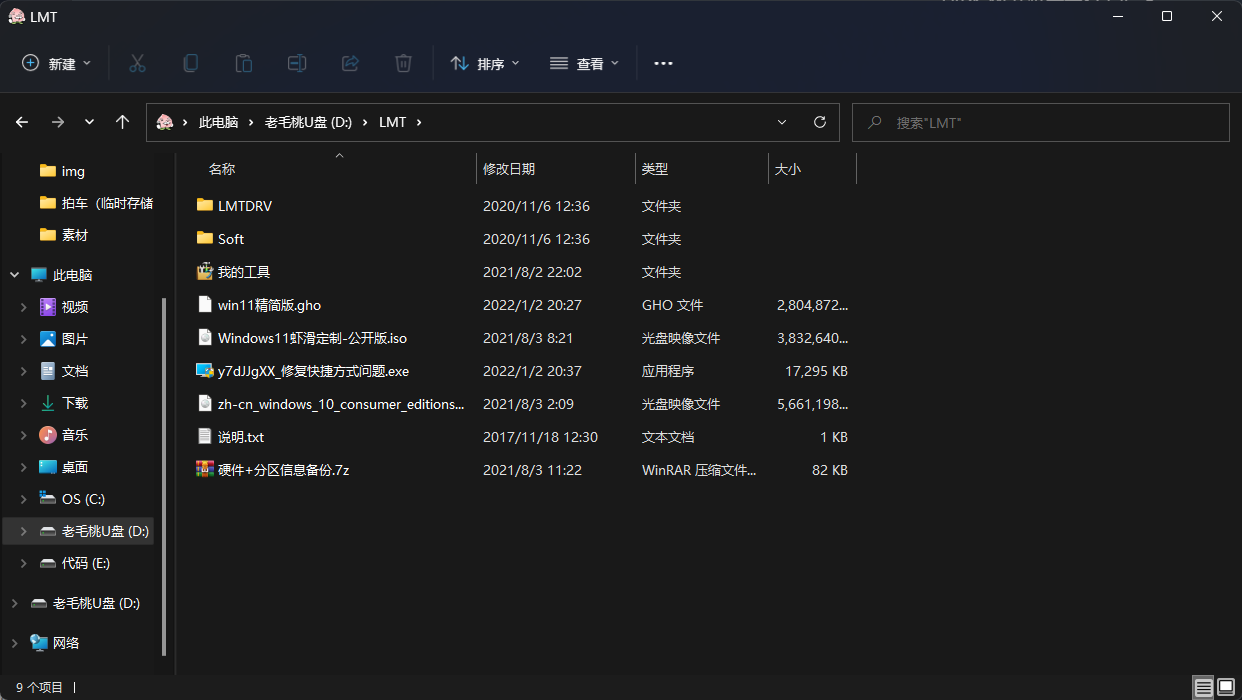 LMT
新建
排序
查看
此电脑 老毛桃U盘 (D:) LMT
搜索"LMT"
img
拍车（临时存储
素材
此电脑
视频
图片
文档
下载
音乐
桌面
OS (C:)
老毛桃U盘 (D:)
代码 (E:)
老毛桃U盘 (D:)
网络
名称 修改日期 类型 大小
LMTDRV 2020/11/6 12:36 文件夹
Soft 2020/11/6 12:36 文件夹
我的工具 2021/8/2 22:02 文件夹
win11精简版.gho 2022/1/2 20:27 GHO 文件 2,804,872...
Windows11虾滑定制-公开版.iso 2021/8/3 8:21 光盘映像文件 3,832,640...
y7dJJgXX_修复快捷方式问题.exe 2022/1/2 20:37 应用程序 17,295 KB
zh-cn_windows_10_consumer_editions... 2021/8/3 2:09 光盘映像文件 5,661,198...
说明.txt 2017/11/18 12:30 文本文档 1 KB
硬件+分区信息备份.7z 2021/8/3 11:22 WinRAR 压缩文件... 82 KB
9 个项目